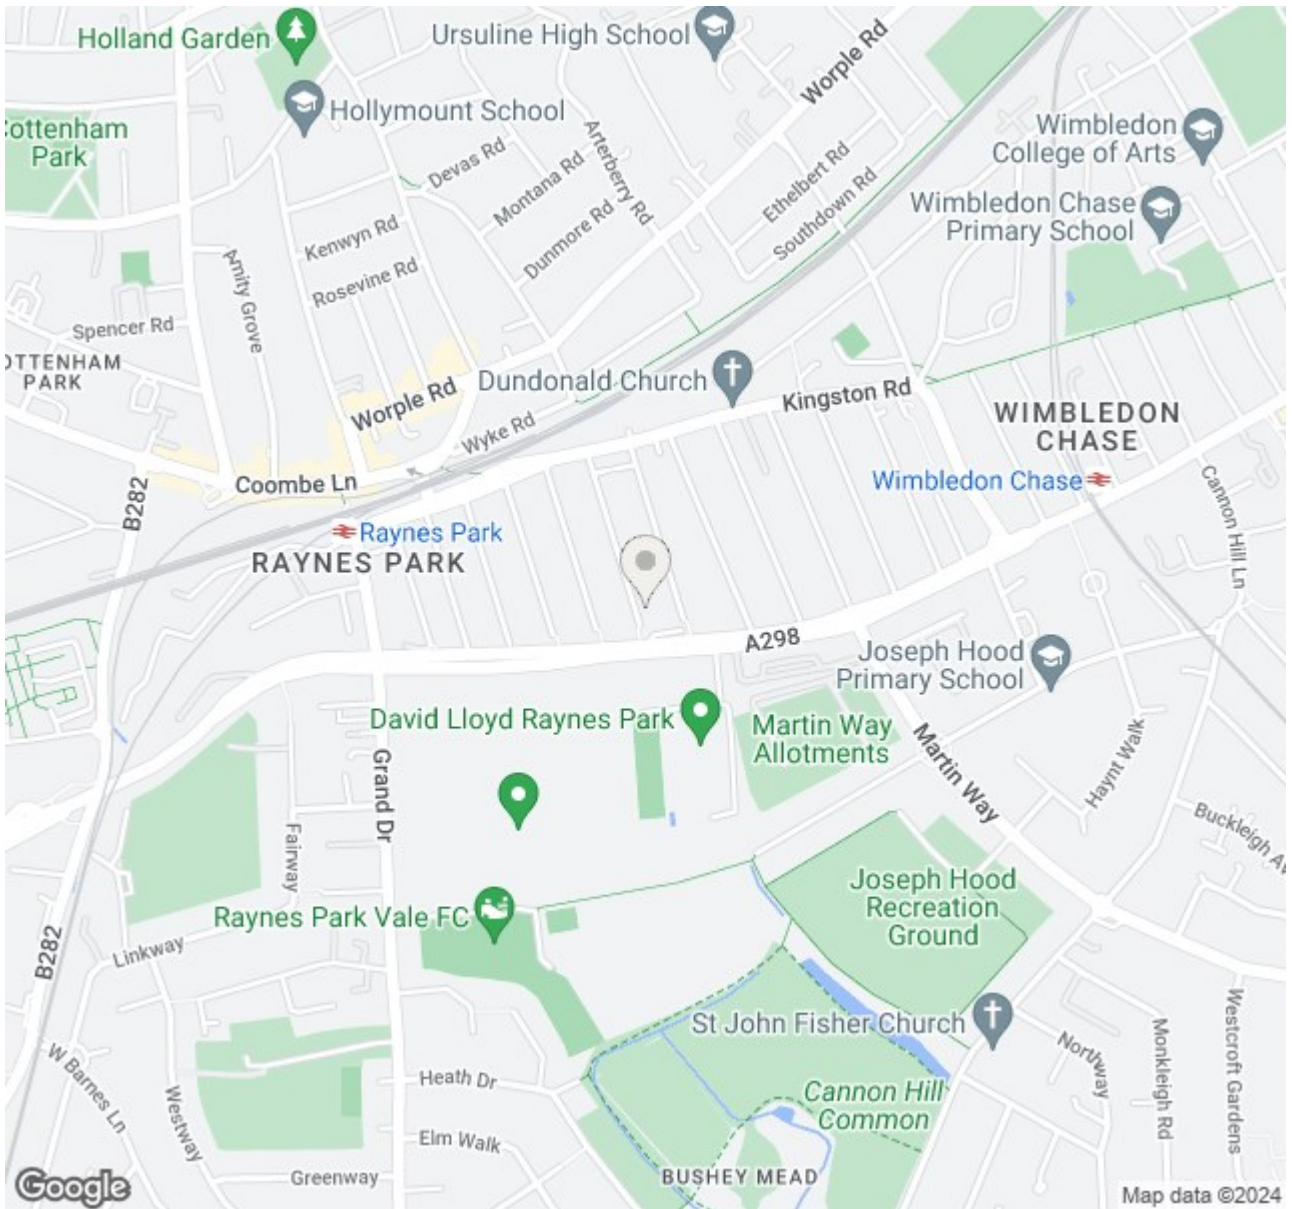 Holland Garden
Ursuline High School
Worple Rd
Hollymount School
Cottenham
Park
Wimbledon
College of Arts
Devas Rd
Arterberry Rd
Montana Rd
Ethelbert Rd
Southdown Rd
Wimbledon Chase
Primary School
Kenwyn Rd
Dunmore Rd
Amity Grove
Rosevine Rd
Spencer Rd
OTTENHAM
PARK
Worple Rd
Dundonald Church
Kingston Rd
WIMBLEDON
CHASE
Wyke Rd
Coombe Ln
Wimbledon Chase
Cannon Hill Ln
B282
Raynes Park
RAYNES PARK
A298
Joseph Hood
Primary School
David Lloyd Raynes Park
Martin Way
Allotments
Martin Way
Haynt Walk
Grand Dr
Fairway
Buckleigh Av
Joseph Hood
Recreation
Ground
Raynes Park Vale FC
Linkway
B282
St John Fisher Church
Northway
Monkleigh Rd
Westcroft Gardens
W Barnes Ln
Westway
Heath Dr
Cannon Hill
Common
Elm Walk
Greenway
BUSHEY MEAD
Google
Map data ©2024